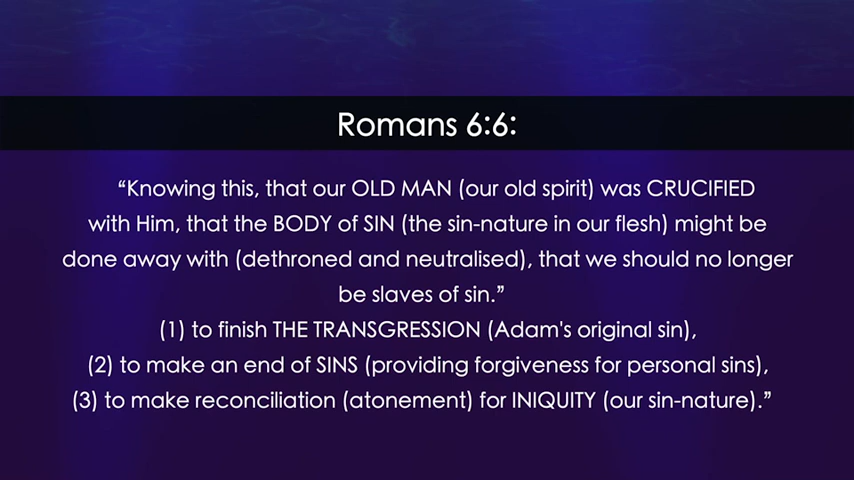 Romans 6:6:
“Knowing this, that our OLD MAN (our old spirit) was CRUCIFIED
with Him, that the BODY of SIN (the sin-nature in our flesh) might be
done away with (dethroned and neutralised), that we should no longer
be slaves of sin.”
(1) to finish THE TRANSGRESSION (Adam's original sin),
(2) to make an end of SINS (providing forgiveness for personal sins),
(3) to make reconciliation (atonement) for INIQUITY (our sin-nature).”